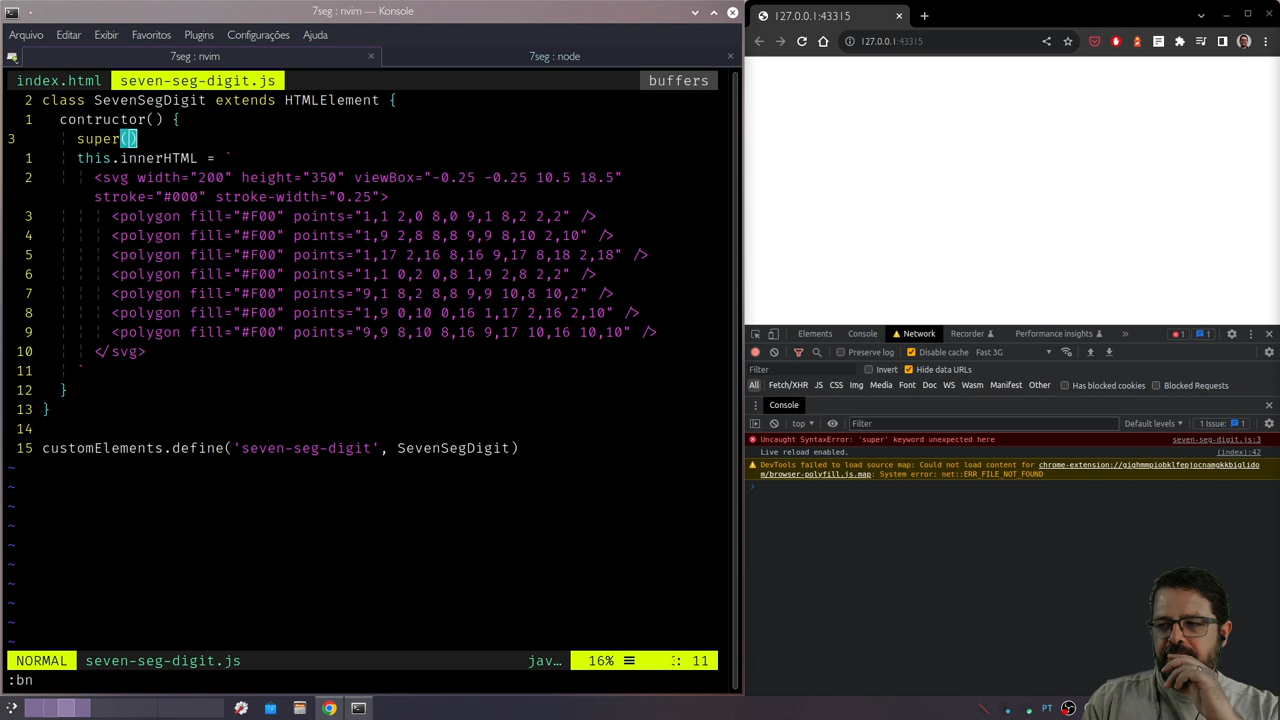 7seg : nvim — Konsole
Arquivo Editar Exibir Favoritos Plugins Configurações Ajuda
7seg : nvim
7seg : node
index.html seven-seg-digit.js buffers
2 class SevenSegDigit extends HTMLElement {
1 contructor() {
3 super()
1 this.innerHTML = `
2 <svg width="200" height="350" viewBox="-0.25 -0.25 10.5 18.5"
stroke="#000" stroke-width="0.25">
3 <polygon fill="#F00" points="1,1 2,0 8,0 9,1 8,2 2,2" />
4 <polygon fill="#F00" points="1,9 2,8 8,8 9,9 8,10 2,10" />
5 <polygon fill="#F00" points="1,17 2,16 8,16 9,17 8,18 2,18" />
6 <polygon fill="#F00" points="1,1 0,2 0,8 1,9 2,8 2,2" />
7 <polygon fill="#F00" points="9,1 8,2 8,8 9,9 10,8 10,2" />
8 <polygon fill="#F00" points="1,9 0,10 0,16 1,17 2,16 2,10" />
9 <polygon fill="#F00" points="9,9 8,10 8,16 9,17 10,16 10,10" />
10 </svg>
11 `
12 }
13 }
14
15 customElements.define('seven-seg-digit', SevenSegDigit)
~
~
~
~
~
~
~
~
~
~
NORMAL seven-seg-digit.js jav… 16% ☰ : 11
:bn
127.0.0.1:43315
127.0.0.1:43315
Elements Console Network Recorder Performance insights » 1 1
Preserve log Disable cache Fast 3G
Filter Invert Hide data URLs
All Fetch/XHR JS CSS Img Media Font Doc WS Wasm Manifest Other Has blocked cookies Blocked Requests
Console
top Filter Default levels 1 Issue: 1
Uncaught SyntaxError: 'super' keyword unexpected here seven-seg-digit.js:3
Live reload enabled. (index):42
DevTools failed to load source map: Could not load content for chrome-extension://gighmmpiobklfepjocnamgkkbiglido
m/browser-polyfill.js.map: System error: net::ERR_FILE_NOT_FOUND
PT